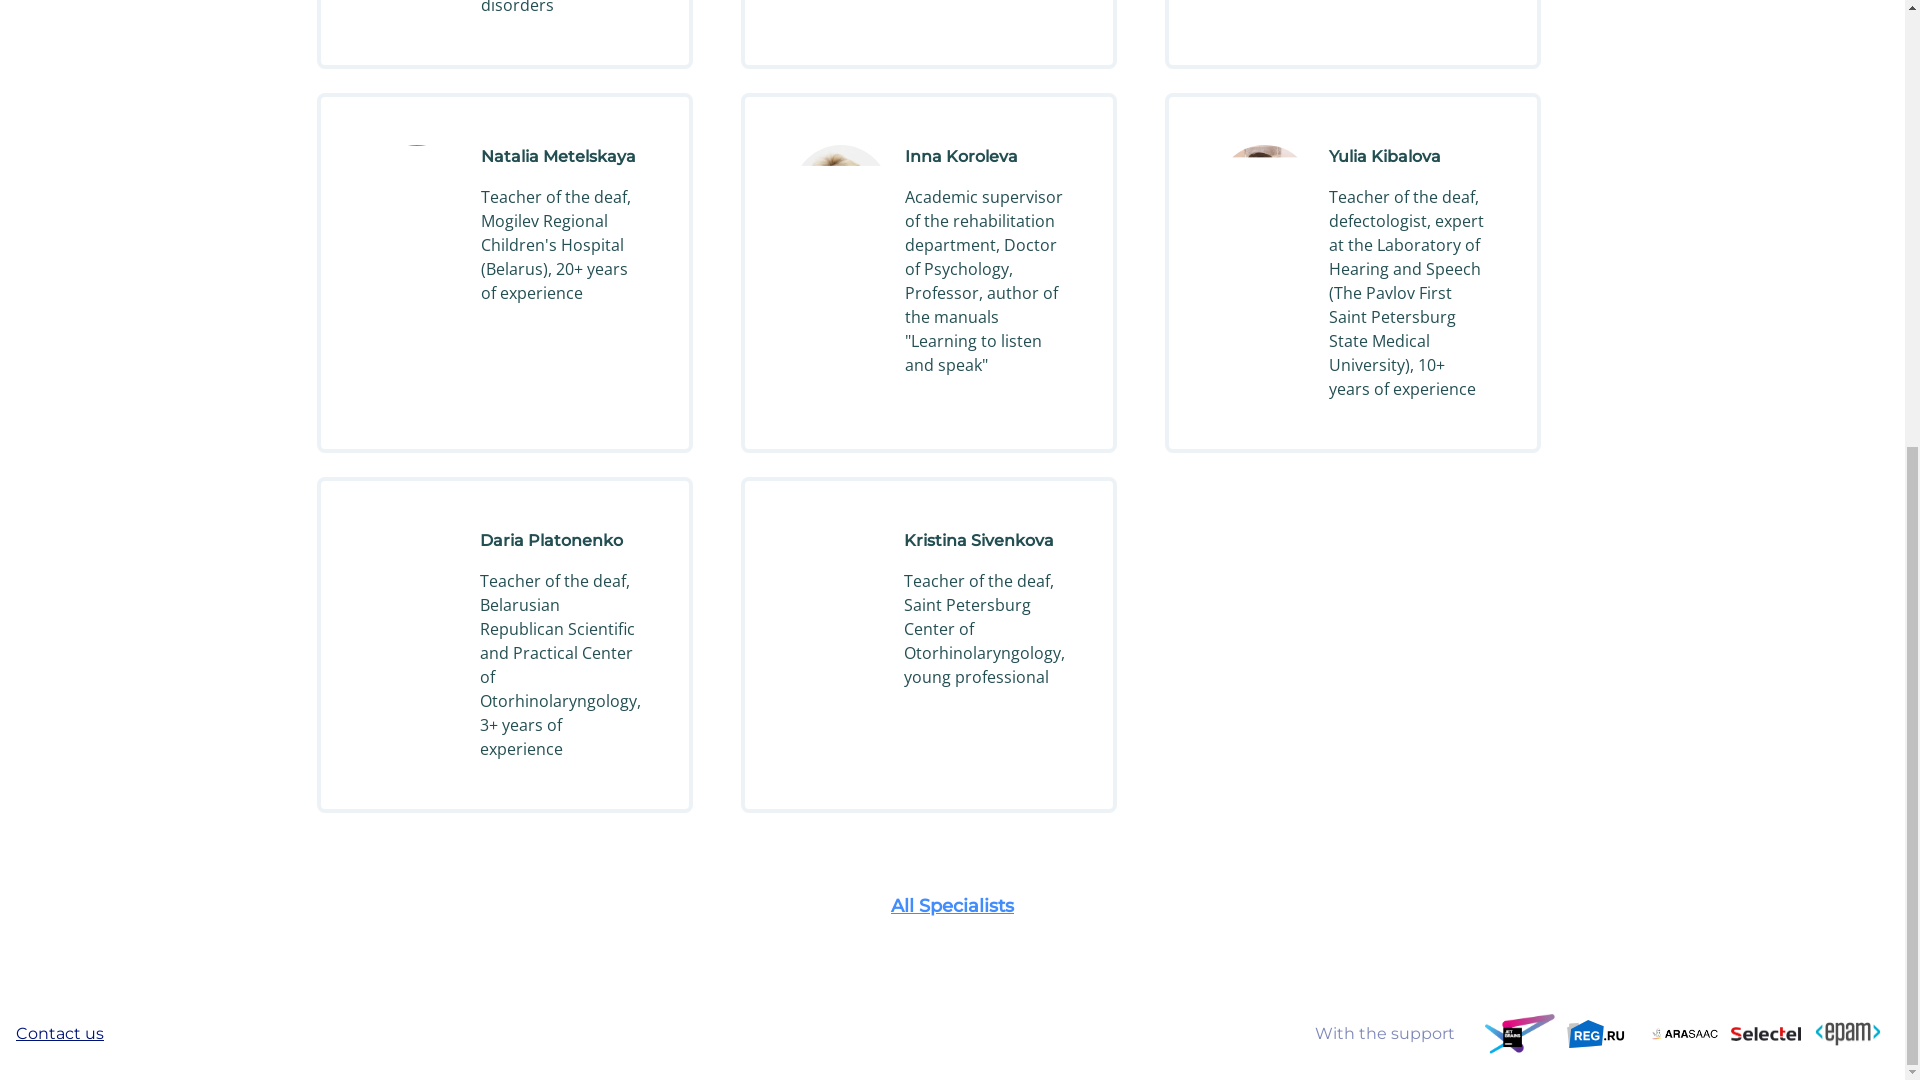 disorders
Natalia Metelskaya
Teacher of the deaf,
Mogilev Regional
Children's Hospital
(Belarus), 20+ years
of experience
Inna Koroleva
Academic supervisor
of the rehabilitation
department, Doctor
of Psychology,
Professor, author of
the manuals
"Learning to listen
and speak"
Yulia Kibalova
Teacher of the deaf,
defectologist, expert
at the Laboratory of
Hearing and Speech
(The Pavlov First
Saint Petersburg
State Medical
University), 10+
years of experience
Daria Platonenko
Teacher of the deaf,
Belarusian
Republican Scientific
and Practical Center
of
Otorhinolaryngology,
3+ years of
experience
Kristina Sivenkova
Teacher of the deaf,
Saint Petersburg
Center of
Otorhinolaryngology,
young professional
All Specialists
Contact us
With the support
JET
BRAINS
REG.RU
ARASAAC
Selectel
<epam>